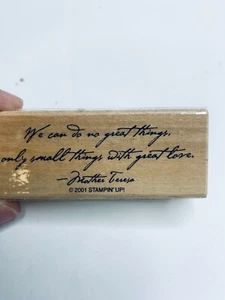 We can do no great things,
only small things with great love.
—Mother Teresa
© 2001 STAMPIN' UP!